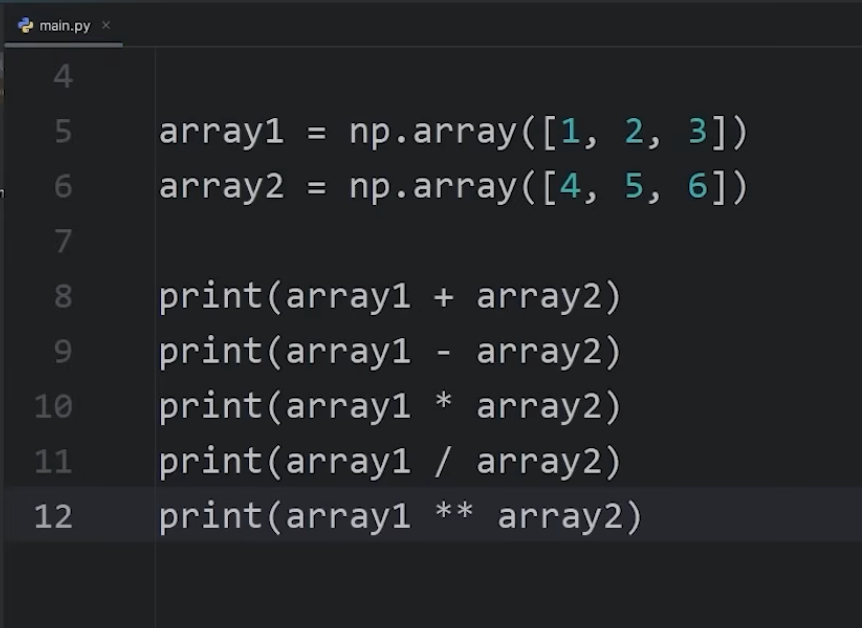 main.py ×
4
5 array1 = np.array([1, 2, 3])
6 array2 = np.array([4, 5, 6])
7
8 print(array1 + array2)
9 print(array1 - array2)
10 print(array1 * array2)
11 print(array1 / array2)
12 print(array1 ** array2)